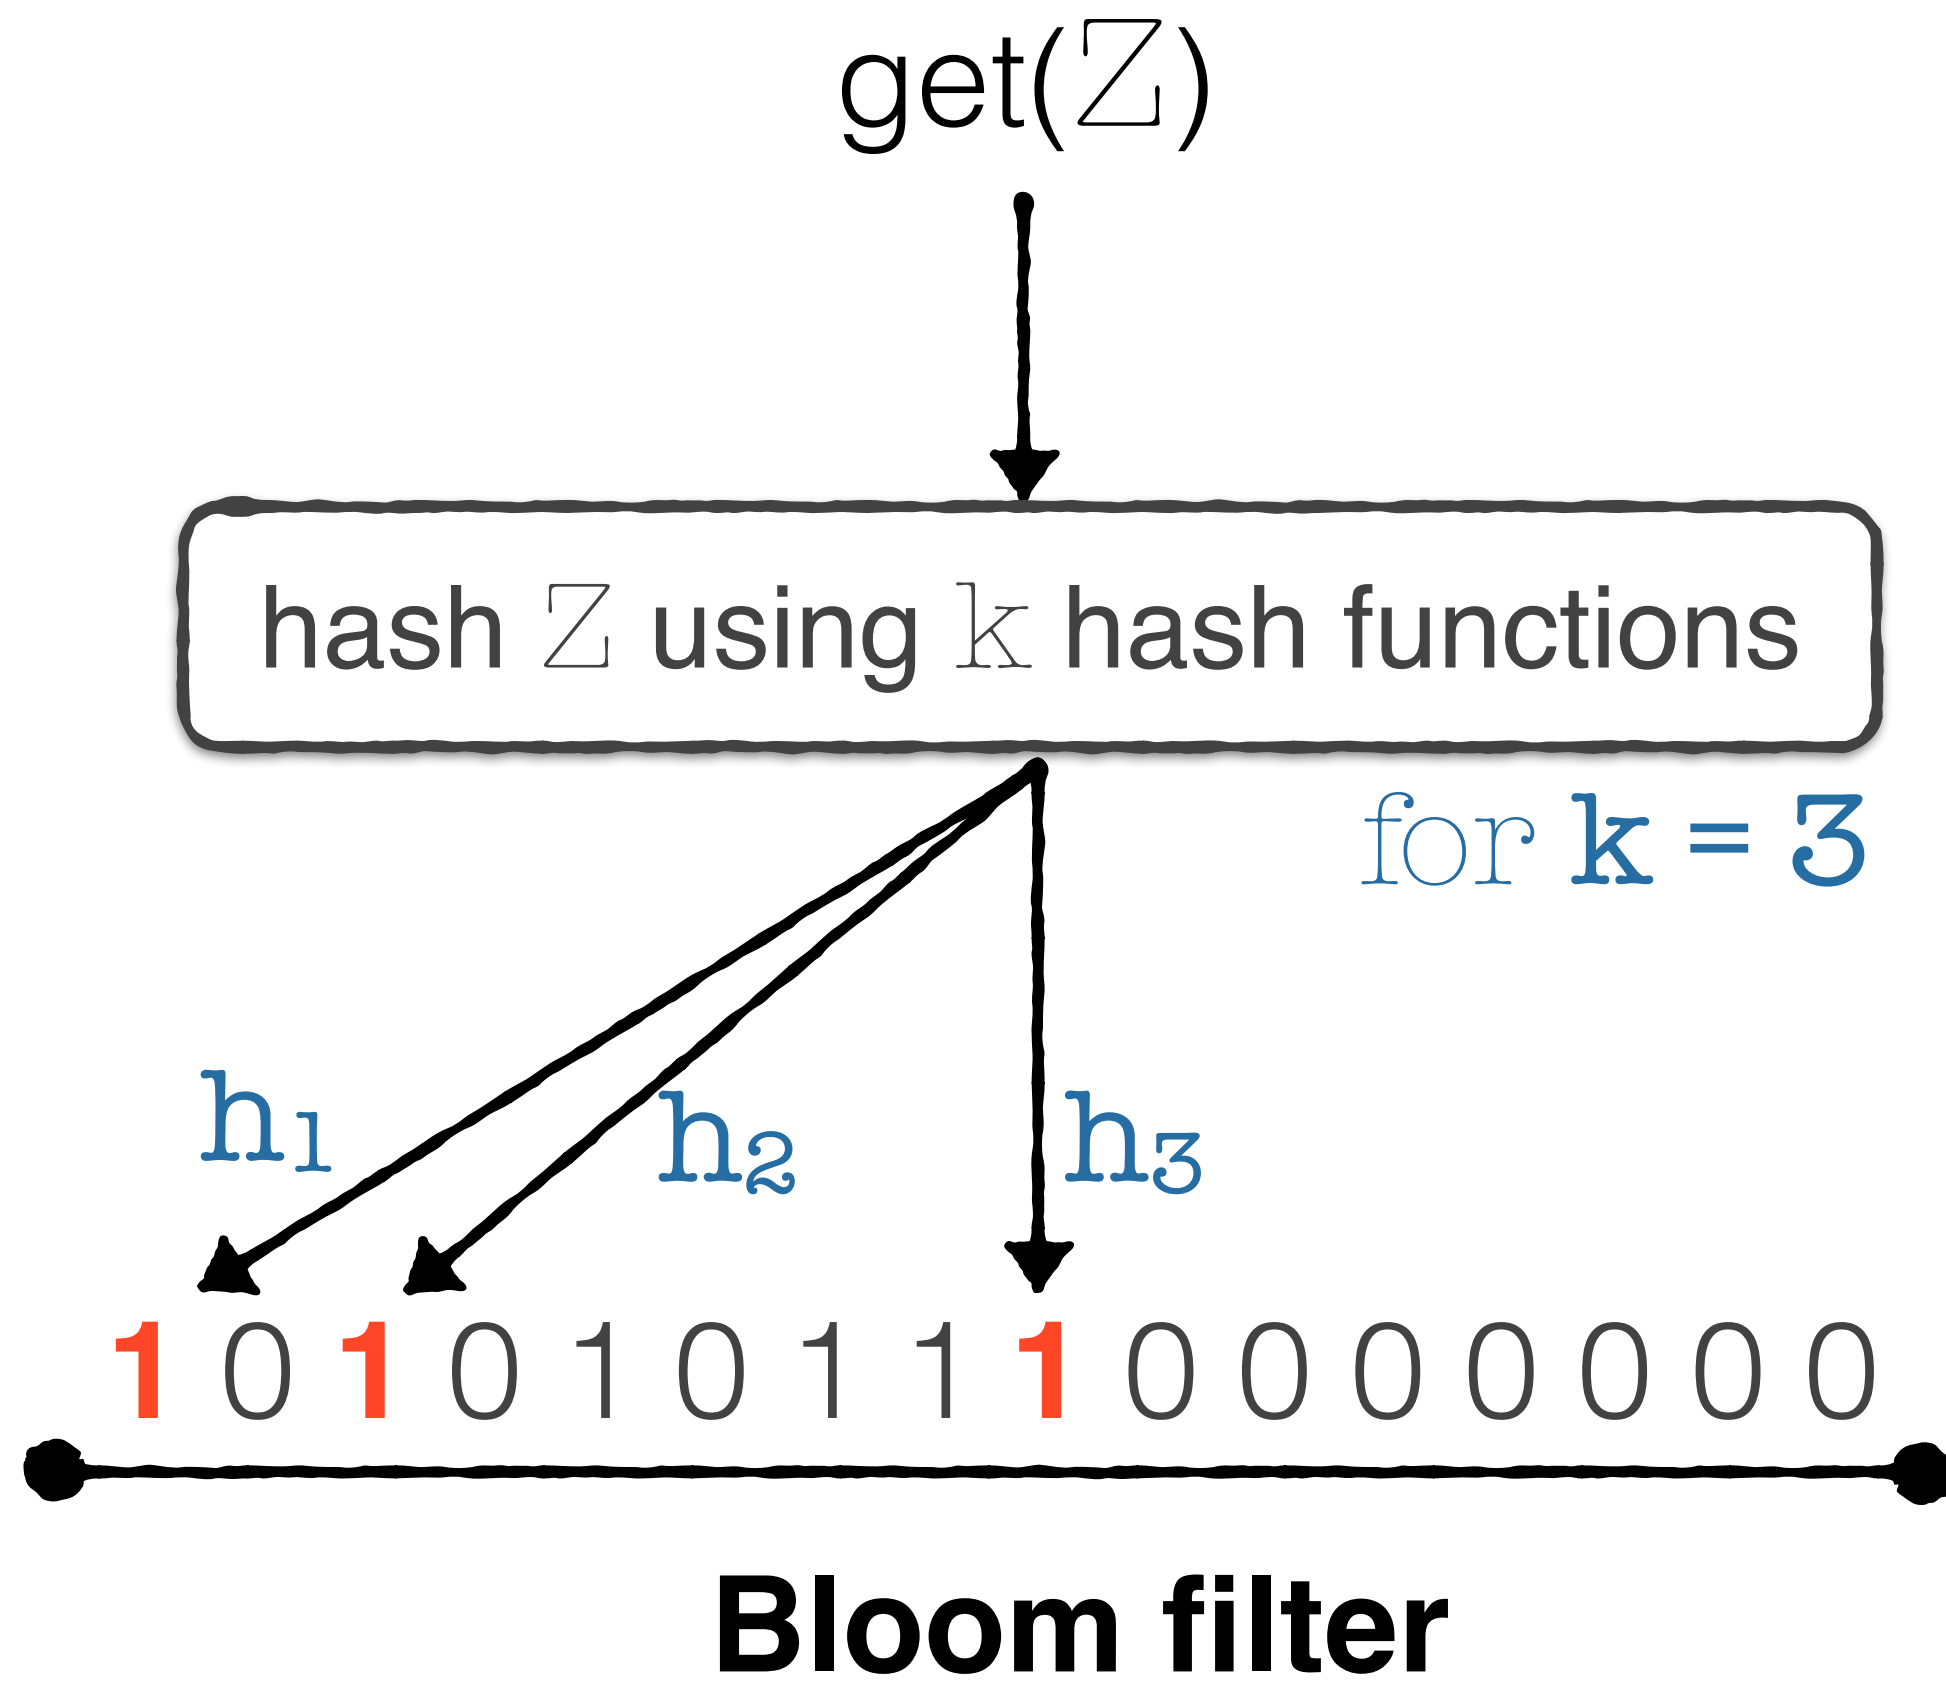 get(Z)
hash Z using k hash functions
for k = 3
h1 h2 h3
1 0 1 0 1 0 1 1 1 0 0 0 0 0 0 0
Bloom filter